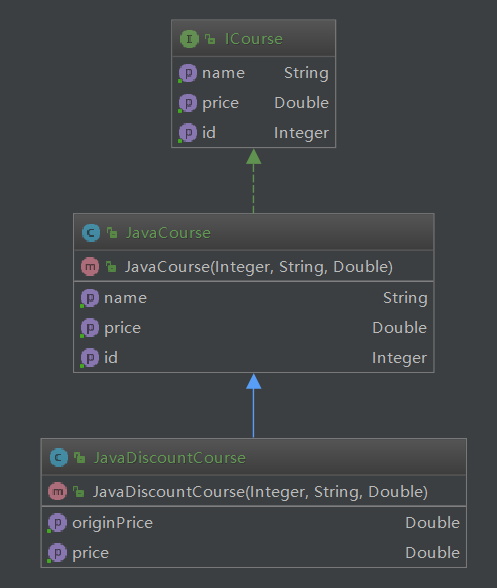 ICourse
name String
price Double
id Integer
JavaCourse
JavaCourse(Integer, String, Double)
name String
price Double
id Integer
JavaDiscountCourse
JavaDiscountCourse(Integer, String, Double)
originPrice Double
price Double